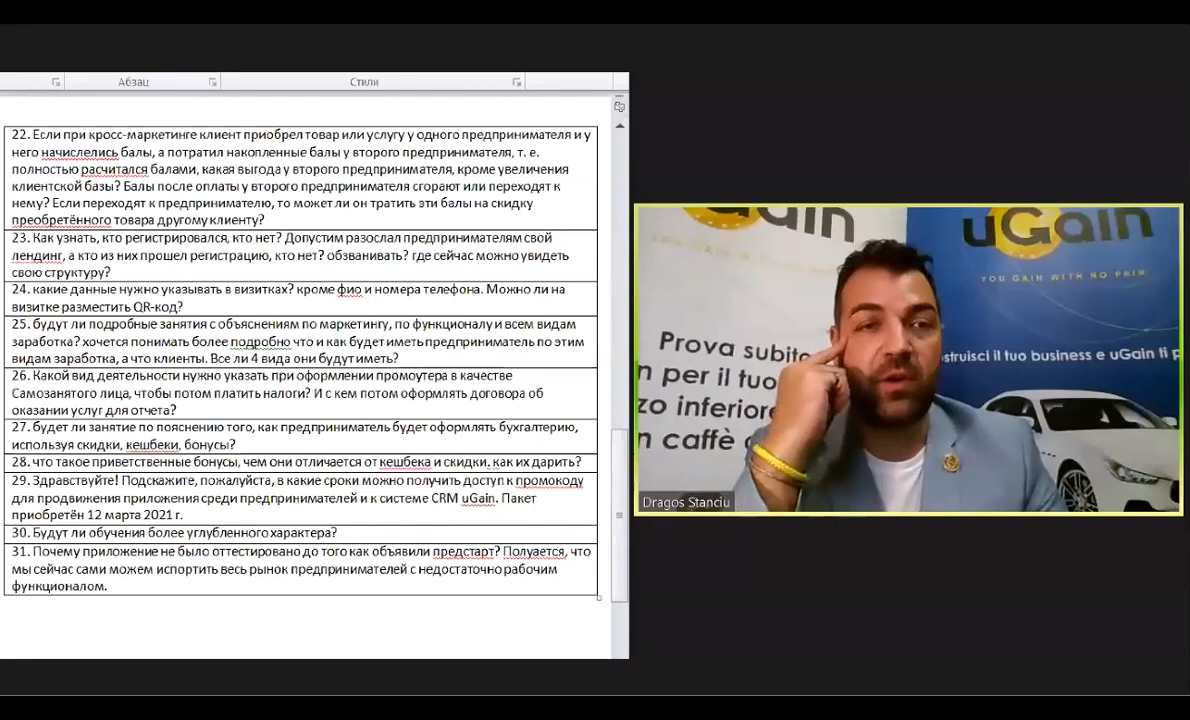 Абзац
Стили
22. Если при кросс-маркетинге клиент приобрел товар или услугу у одного предпринимателя и у
него начислелись балы, а потратил накопленные балы у второго предпринимателя, т. е.
полностью расчитался балами, какая выгода у второго предпринимателя, кроме увеличения
клиентской базы? Балы после оплаты у второго предпринимателя сгорают или переходят к
нему? Если переходят к предпринимателю, то может ли он тратить эти балы на скидку
преобретённого товара другому клиенту?
23. Как узнать, кто регистрировался, кто нет? Допустим разослал предпринимателям свой
лендинг, а кто из них прошел регистрацию, кто нет? обзванивать? где сейчас можно увидеть
свою структуру?
24. какие данные нужно указывать в визитках? кроме фио и номера телефона. Можно ли на
визитке разместить QR-код?
25. будут ли подробные занятия с объяснениям по маркетингу, по функционалу и всем видам
заработка? хочется понимать более подробно что и как будет иметь предприниматель по этим
видам заработка, а что клиенты. Все ли 4 вида они будут иметь?
26. Какой вид деятельности нужно указать при оформлении промоутера в качестве
Самозанятого лица, чтобы потом платить налоги? И с кем потом оформлять договора об
оказании услуг для отчета?
27. будет ли занятие по пояснению того, как предприниматель будет оформлять бухгалтерию,
используя скидки, кешбеки, бонусы?
28. что такое приветственные бонусы, чем они отличается от кешбека и скидки. как их дарить?
29. Здравствуйте! Подскажите, пожалуйста, в какие сроки можно получить доступ к промокоду
для продвижения приложения среди предпринимателей и к системе CRM uGain. Пакет
приобретён 12 марта 2021 г.
30. Будут ли обучения более углубленного характера?
31. Почему приложение не было оттестировано до того как объявили предстарт? Полуается, что
мы сейчас сами можем испортить весь рынок предпринимателей с недостаточно рабочим
функционалом.
Gain
uGain
YOU GAIN WITH NO PAIN
Prova subito
n per il tuo
zo inferiore
n caffè
struisci il tuo business e uGain ti p
Dragos Stanciu